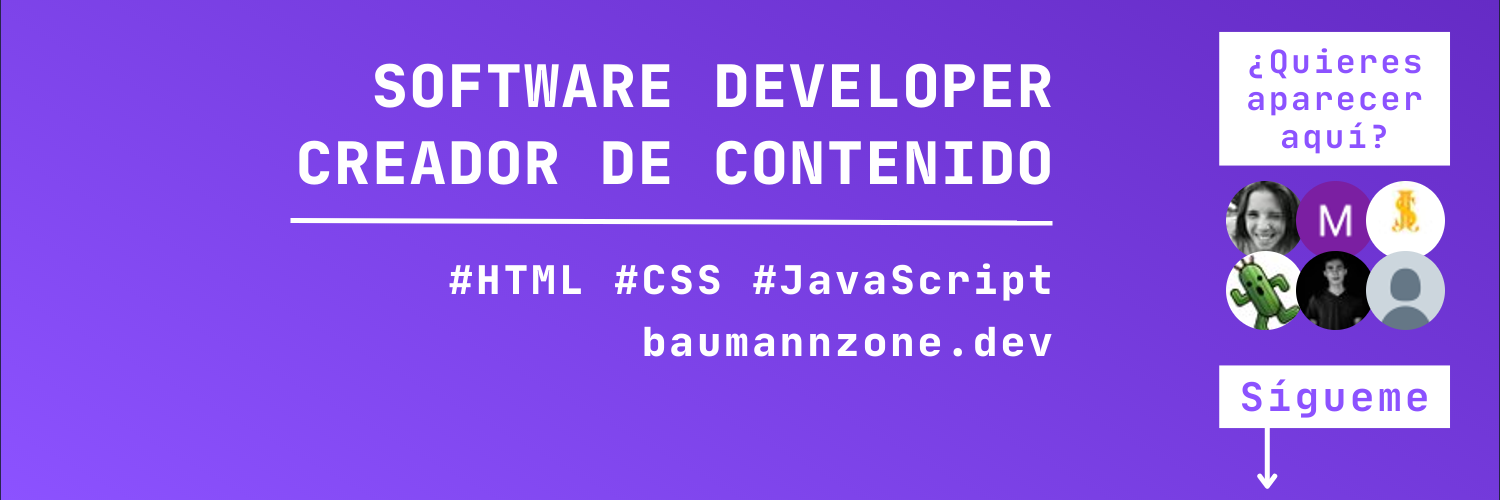 SOFTWARE DEVELOPER
CREADOR DE CONTENIDO
#HTML #CSS #JavaScript
baumannzone.dev
¿Quieres
aparecer
aquí?
M
Sígueme